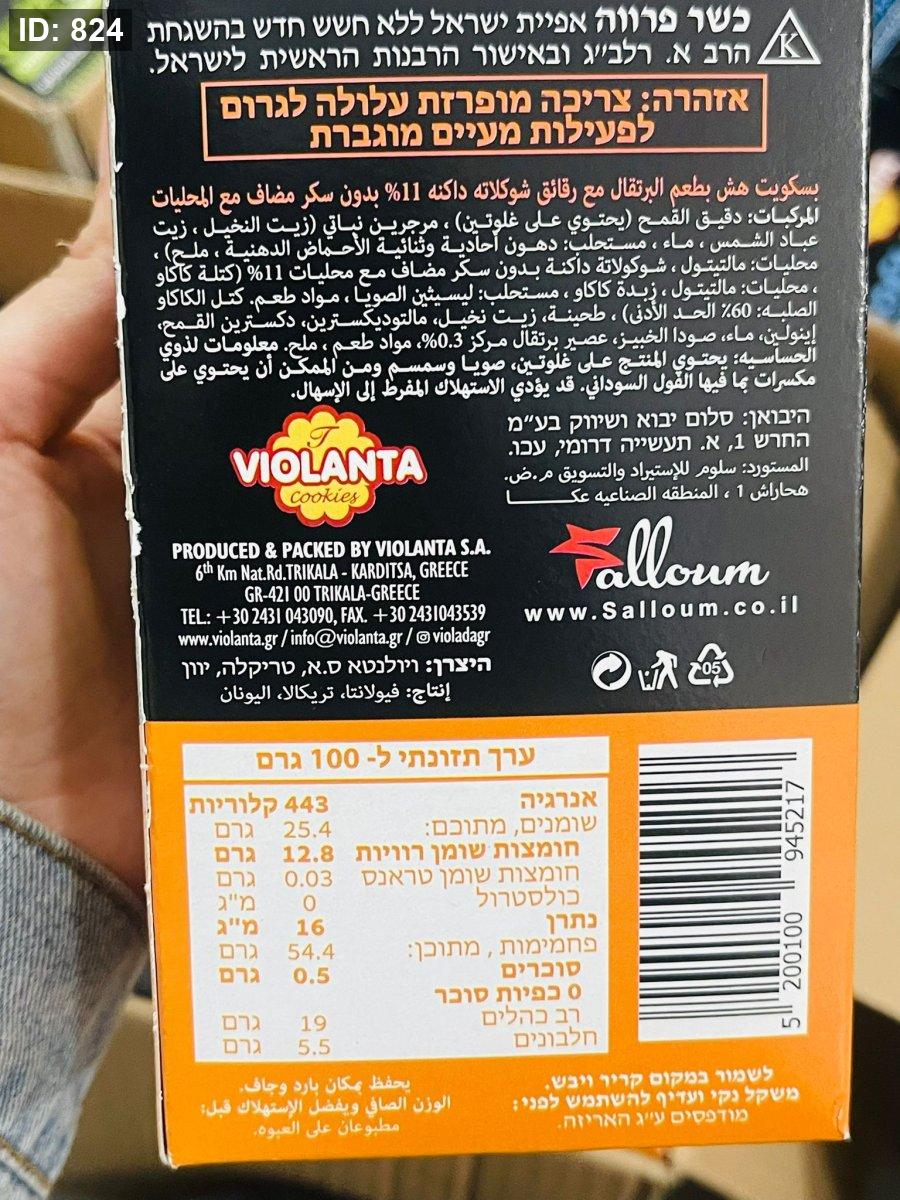 ID: 824
כשר פרווה אפיית ישראל ללא חשש חדש בהשגחת
הרב א. רלב״ג ובאישור הרבנות הראשית לישראל.
K
אזהרה: צריכה מופרזת עלולה לגרום
לפעילות מעיים מוגברת
بسكويت هش بطعم البرتقال مع رقائق شوكلاته داكنه 11% بدون سكر مضاف مع المحليات
المركبات: دقيق القمح (يحتوي على غلوتين) ، مرجرين نباتي (زيت النخيل ، زيت
عباد الشمس ، ماء ، مستحلب: دهون أحادية وثنائية الأحماض الدهنية ، ملح) ،
محليات: مالتيتول ، شوكولاتة داكنة بدون سكر مضاف مع محليات 11% (كتلة كاكاو
، محليات: مالتيتول ، زبدة كاكاو ، مستحلب: ليسيثين الصويا ، مواد طعم. كتل الكاكاو
الصلبه: 60٪ الحد الأدنى) ، طحينة، زيت نخيل، مالتوديكسترين، دكسترين القمح،
إينولين، ماء، صودا الخبيز، عصير برتقال مركز 0.3%، مواد طعم ، ملح. معلومات لذوي
الحساسيه: يحتوي المنتج على غلوتين، صويا وسمسم ومن الممكن أن يحتوي على
مكسرات بما فيها الفول السوداني. قد يؤدي الاستهلاك المفرط إلى الإسهال.
היבואן: סלום יבוא ושיווק בע״מ
החרש 1, א. תעשייה דרומי, עכו.
المستورد: سلوم للإستيراد والتسويق م.ض.
هحاراش 1 ، المنطقه الصناعيه عكا
VIOLANTA
Cookies
Salloum
www.Salloum.co.il
PRODUCED & PACKED BY VIOLANTA S.A.
6th Km Nat.Rd.TRIKALA - KARDITSA, GREECE
GR-421 00 TRIKALA-GREECE
TEL.: +30 2431 043090, FAX. +30 2431043539
www.violanta.gr / info@violanta.gr / violadagr
היצרן: ויולנטא ס.א, טריקלה, יוון
إنتاج: فيولانتا، تريكالا، اليونان
05
ערך תזונתי ל- 100 גרם
אנרגיה 443 קלוריות
שומנים, מתוכם: 25.4 גרם
חומצות שומן רוויות 12.8 גרם
חומצות שומן טראנס 0.03 גרם
כולסטרול 0 מ"ג
נתרן 16 מ"ג
פחמימות , מתוכן: 54.4 גרם
סוכרים 0.5 גרם
0 כפיות סוכר
רב כהלים 19 גרם
חלבונים 5.5 גרם
5 200100 945217
לשמור במקום קריר ויבש.
משקל נקי ועדיף להשתמש לפני:
מודפסים ע״ג האריזה.
يحفظ بمكان بارد وجاف.
الوزن الصافي ويفضل الإستهلاك قبل:
مطبوعان على العبوه.